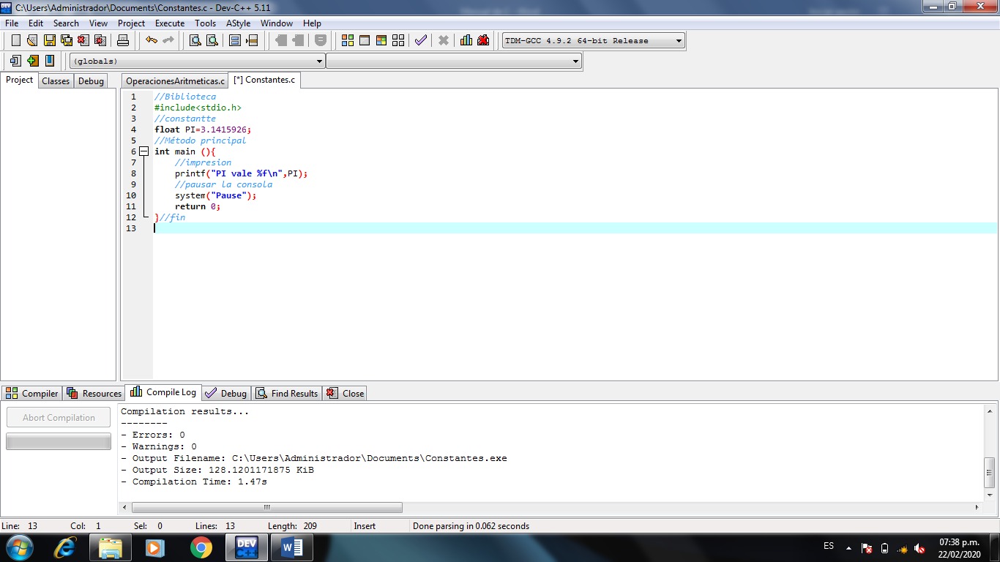 C:\Users\Administrador\Documents\Constantes.c - Dev-C++ 5.11
File Edit Search View Project Execute Tools AStyle Window Help
TDM-GCC 4.9.2 64-bit Release
(globals)
Project Classes Debug OperacionesAritmeticas.c [*] Constantes.c
1 //Biblioteca
2 #include<stdio.h>
3 //constantte
4 float PI=3.1415926;
5 //Método principal
6 int main (){
7 //impresion
8 printf("PI vale %f\n",PI);
9 //pausar la consola
10 system("Pause");
11 return 0;
12 }//fin
13
Compiler Resources Compile Log Debug Find Results Close
Abort Compilation
Compilation results...
--------
- Errors: 0
- Warnings: 0
- Output Filename: C:\Users\Administrador\Documents\Constantes.exe
- Output Size: 128.1201171875 KiB
- Compilation Time: 1.47s
Line: 13 Col: 1 Sel: 0 Lines: 13 Length: 209 Insert Done parsing in 0.062 seconds
DEV C++ W ES 07:38 p.m.
22/02/2020